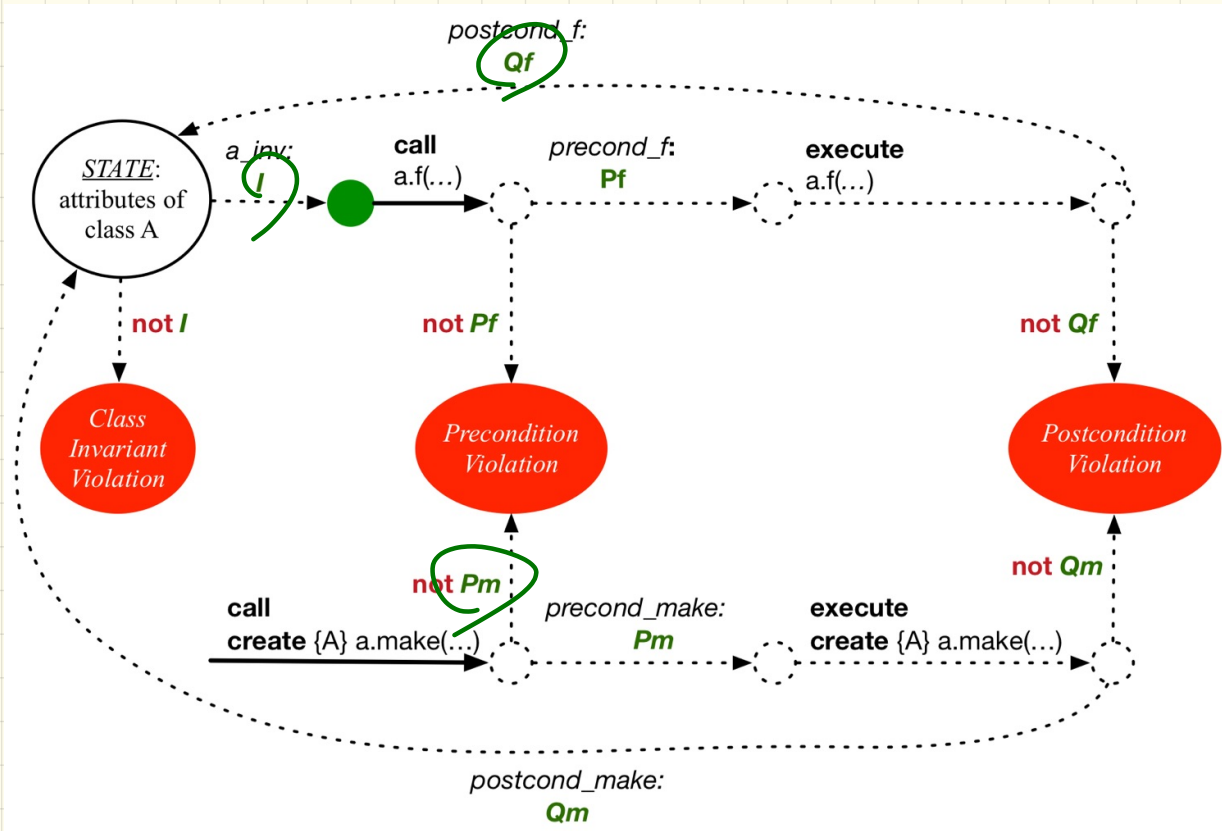 postcond_f:
Qf
STATE:
attributes of
class A
a_inv:
I
call
a.f(...)
precond_f:
Pf
execute
a.f(...)
not I
not Pf
not Qf
Class
Invariant
Violation
Precondition
Violation
Postcondition
Violation
not Pm
not Qm
call
create {A} a.make(...)
precond_make:
Pm
execute
create {A} a.make(...)
postcond_make:
Qm